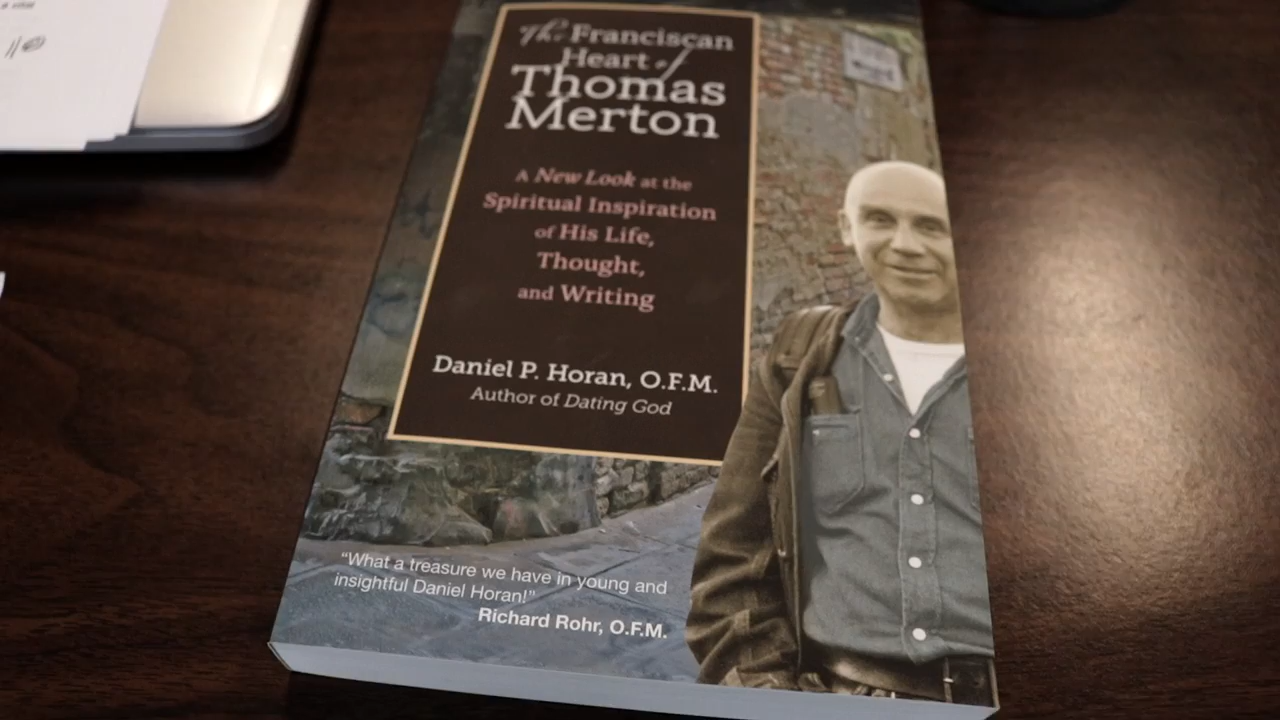 The Franciscan
Heart of
Thomas
Merton
A New Look at the
Spiritual Inspiration
of His Life,
Thought,
and Writing
Daniel P. Horan, O.F.M.
Author of Dating God
“What a treasure we have in young and
insightful Daniel Horan!”
Richard Rohr, O.F.M.